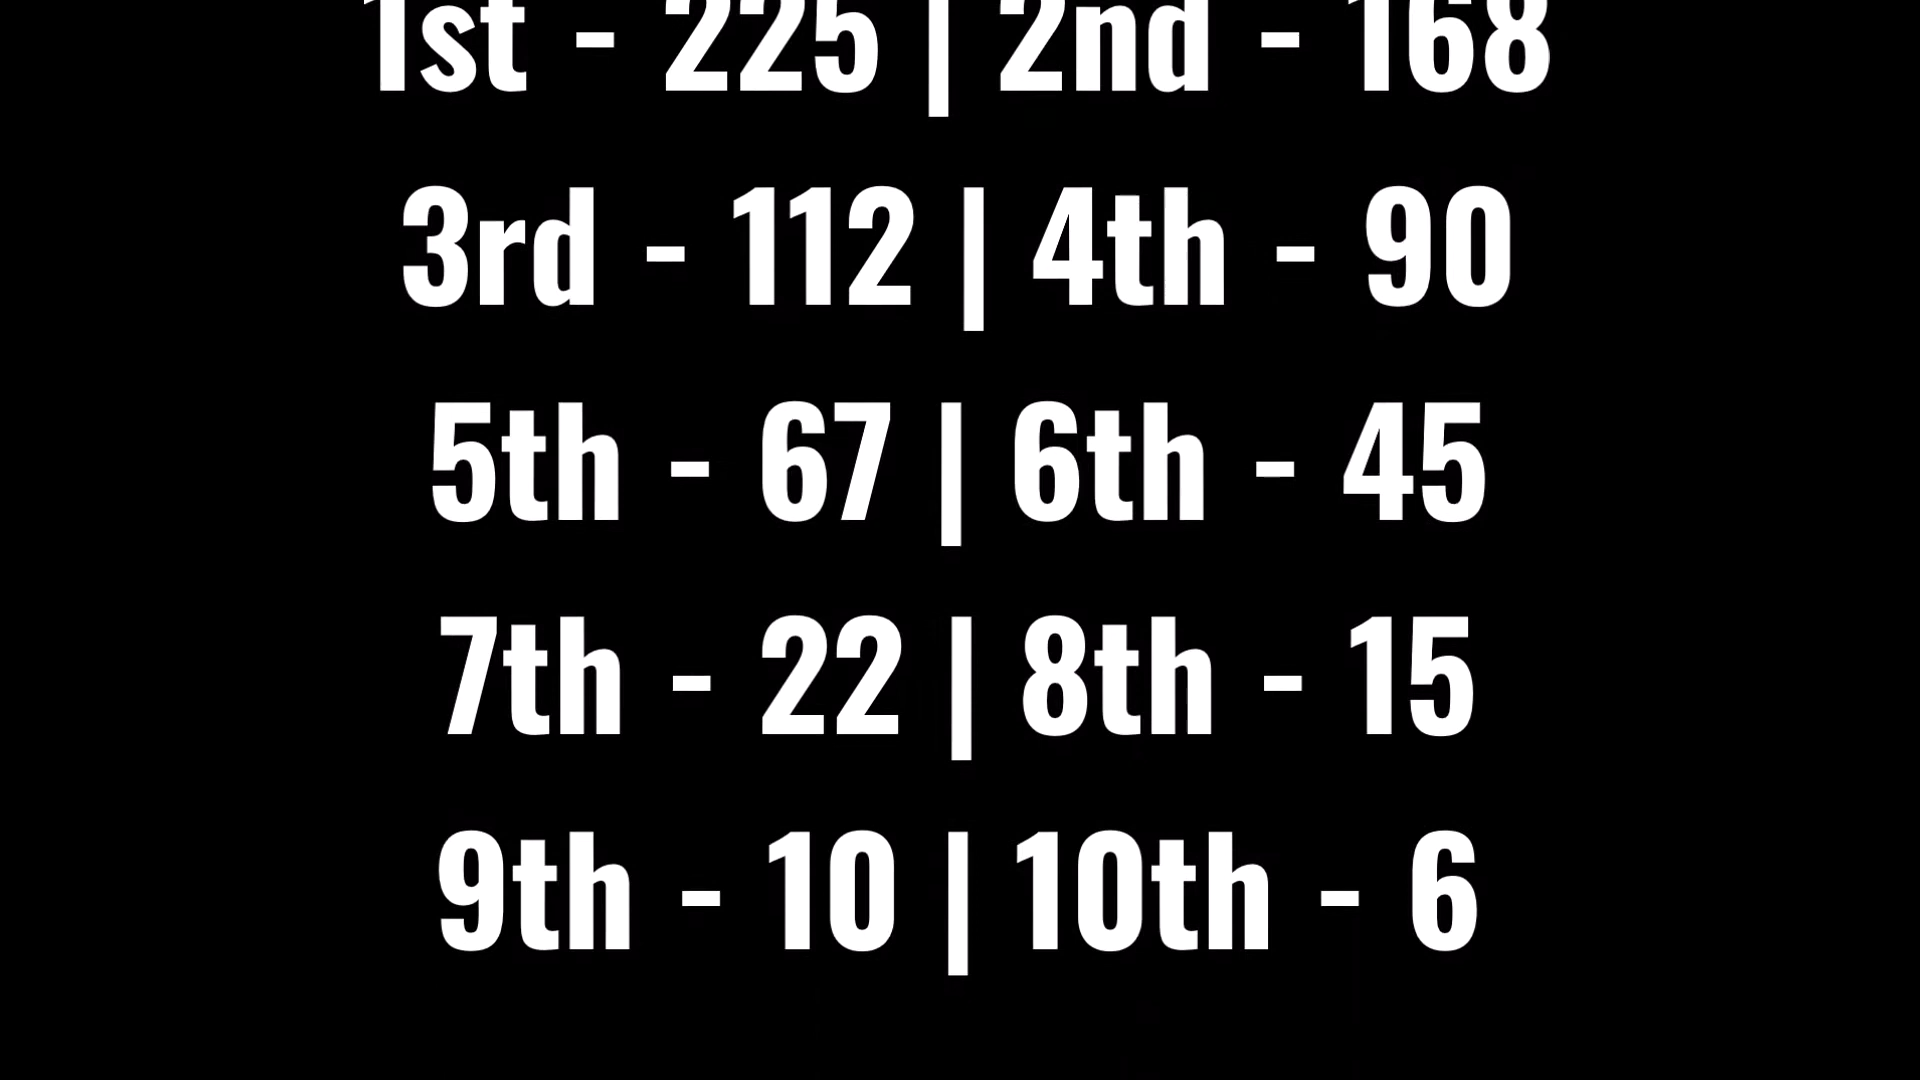 1st - 225 | 2nd - 168
3rd - 112 | 4th - 90
5th - 67 | 6th - 45
7th - 22 | 8th - 15
9th - 10 | 10th - 6